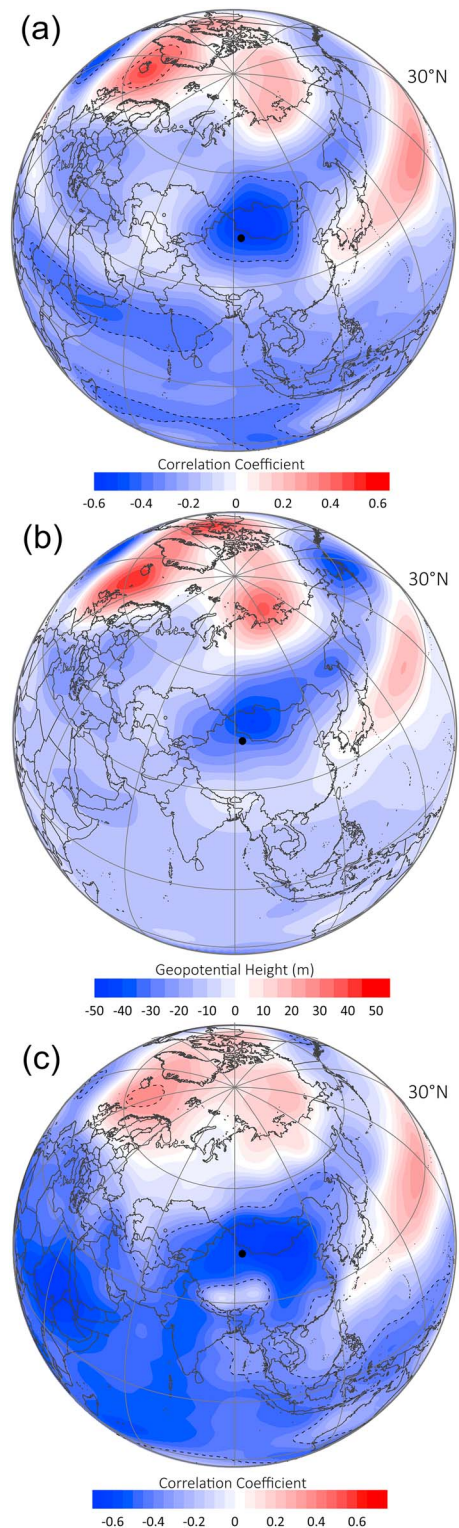 (a)
30°N
Correlation Coefficient
-0.6 -0.4 -0.2 0 0.2 0.4 0.6
(b)
30°N
Geopotential Height (m)
-50 -40 -30 -20 -10 0 10 20 30 40 50
(c)
30°N
Correlation Coefficient
-0.6 -0.4 -0.2 0 0.2 0.4 0.6